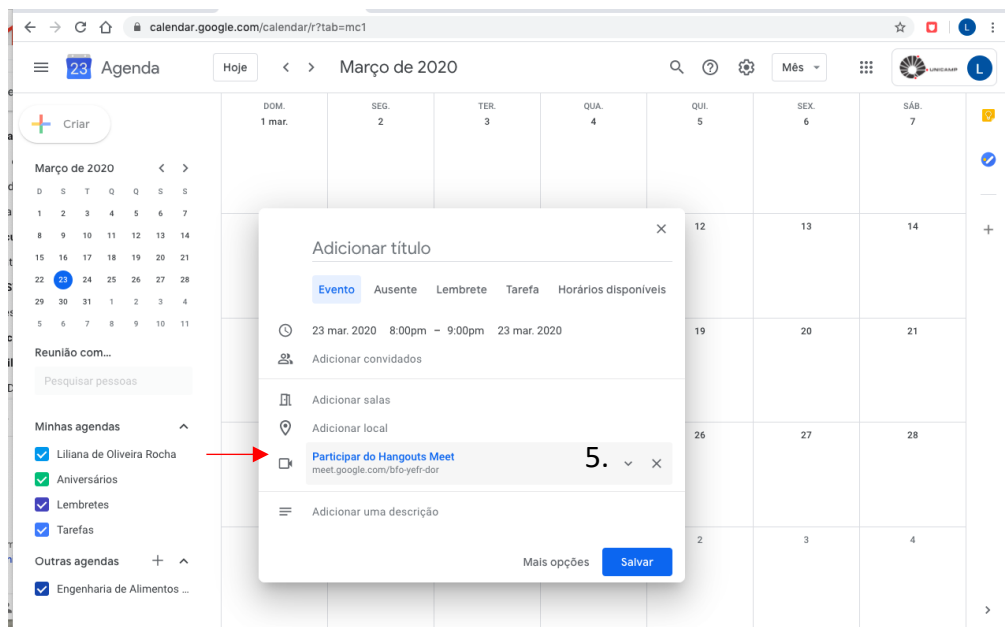 calendar.google.com/calendar/r?tab=mc1
L
23 Agenda
Hoje
Março de 2020
Mês
UNICAMP
L
Criar
Março de 2020
D S T Q Q S S
1 2 3 4 5 6 7
8 9 10 11 12 13 14
15 16 17 18 19 20 21
22 23 24 25 26 27 28
29 30 31 1 2 3 4
5 6 7 8 9 10 11
Reunião com...
Pesquisar pessoas
Minhas agendas
Liliana de Oliveira Rocha
Aniversários
Lembretes
Tarefas
Outras agendas
Engenharia de Alimentos ...
DOM. SEG. TER. QUA. QUI. SEX. SÁB.
1 mar. 2 3 4 5 6 7
12 13 14
19 20 21
26 27 28
2 3 4
Adicionar título
Evento Ausente Lembrete Tarefa Horários disponíveis
23 mar. 2020 8:00pm – 9:00pm 23 mar. 2020
Adicionar convidados
Adicionar salas
Adicionar local
Participar do Hangouts Meet
meet.google.com/bfo-yefr-dor
5.
Adicionar uma descrição
Mais opções
Salvar